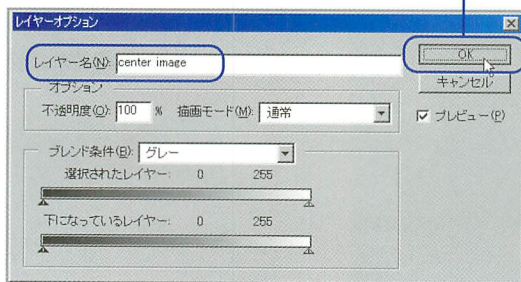 レイヤーオプション
レイヤー名(N): center image
OK
オプション
キャンセル
不透明度(O): 100 % 描画モード(M): 通常
プレビュー(P)
ブレンド条件(B): グレー
選択されたレイヤー: 0 255
下になっているレイヤー: 0 255